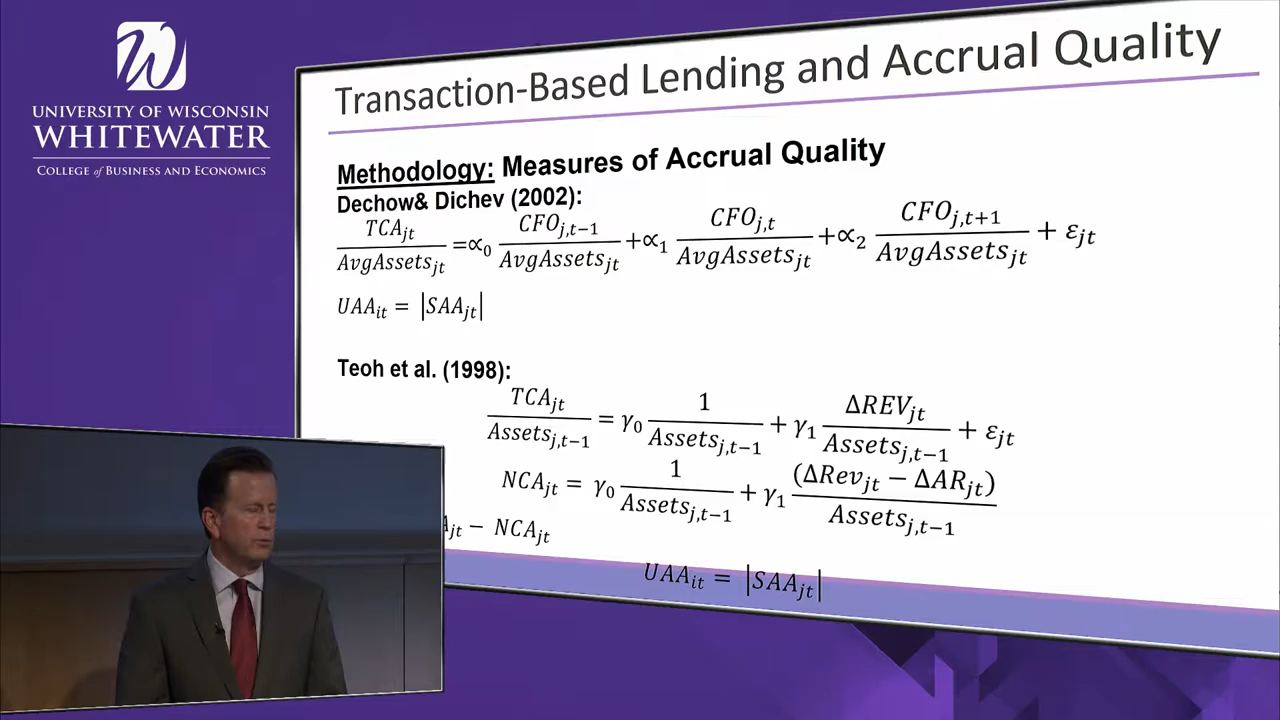 UNIVERSITY OF WISCONSIN
WHITEWATER
COLLEGE of BUSINESS AND ECONOMICS
Transaction-Based Lending and Accrual Quality
Methodology: Measures of Accrual Quality
Dechow& Dichev (2002):
TCA_jt / AvgAssets_jt =∝_0 CFO_j,t−1 / AvgAssets_jt +∝_1 CFO_j,t / AvgAssets_jt +∝_2 CFO_j,t+1 / AvgAssets_jt + ε_jt
UAA_it = |SAA_jt|
Teoh et al. (1998):
TCA_jt / Assets_j,t−1 = γ_0 1 / Assets_j,t−1 + γ_1 ΔREV_jt / Assets_j,t−1 + ε_jt
NCA_jt = γ_0 1 / Assets_j,t−1 + γ_1 (ΔRev_jt − ΔAR_jt) / Assets_j,t−1
_jt − NCA_jt
UAA_it = |SAA_jt|